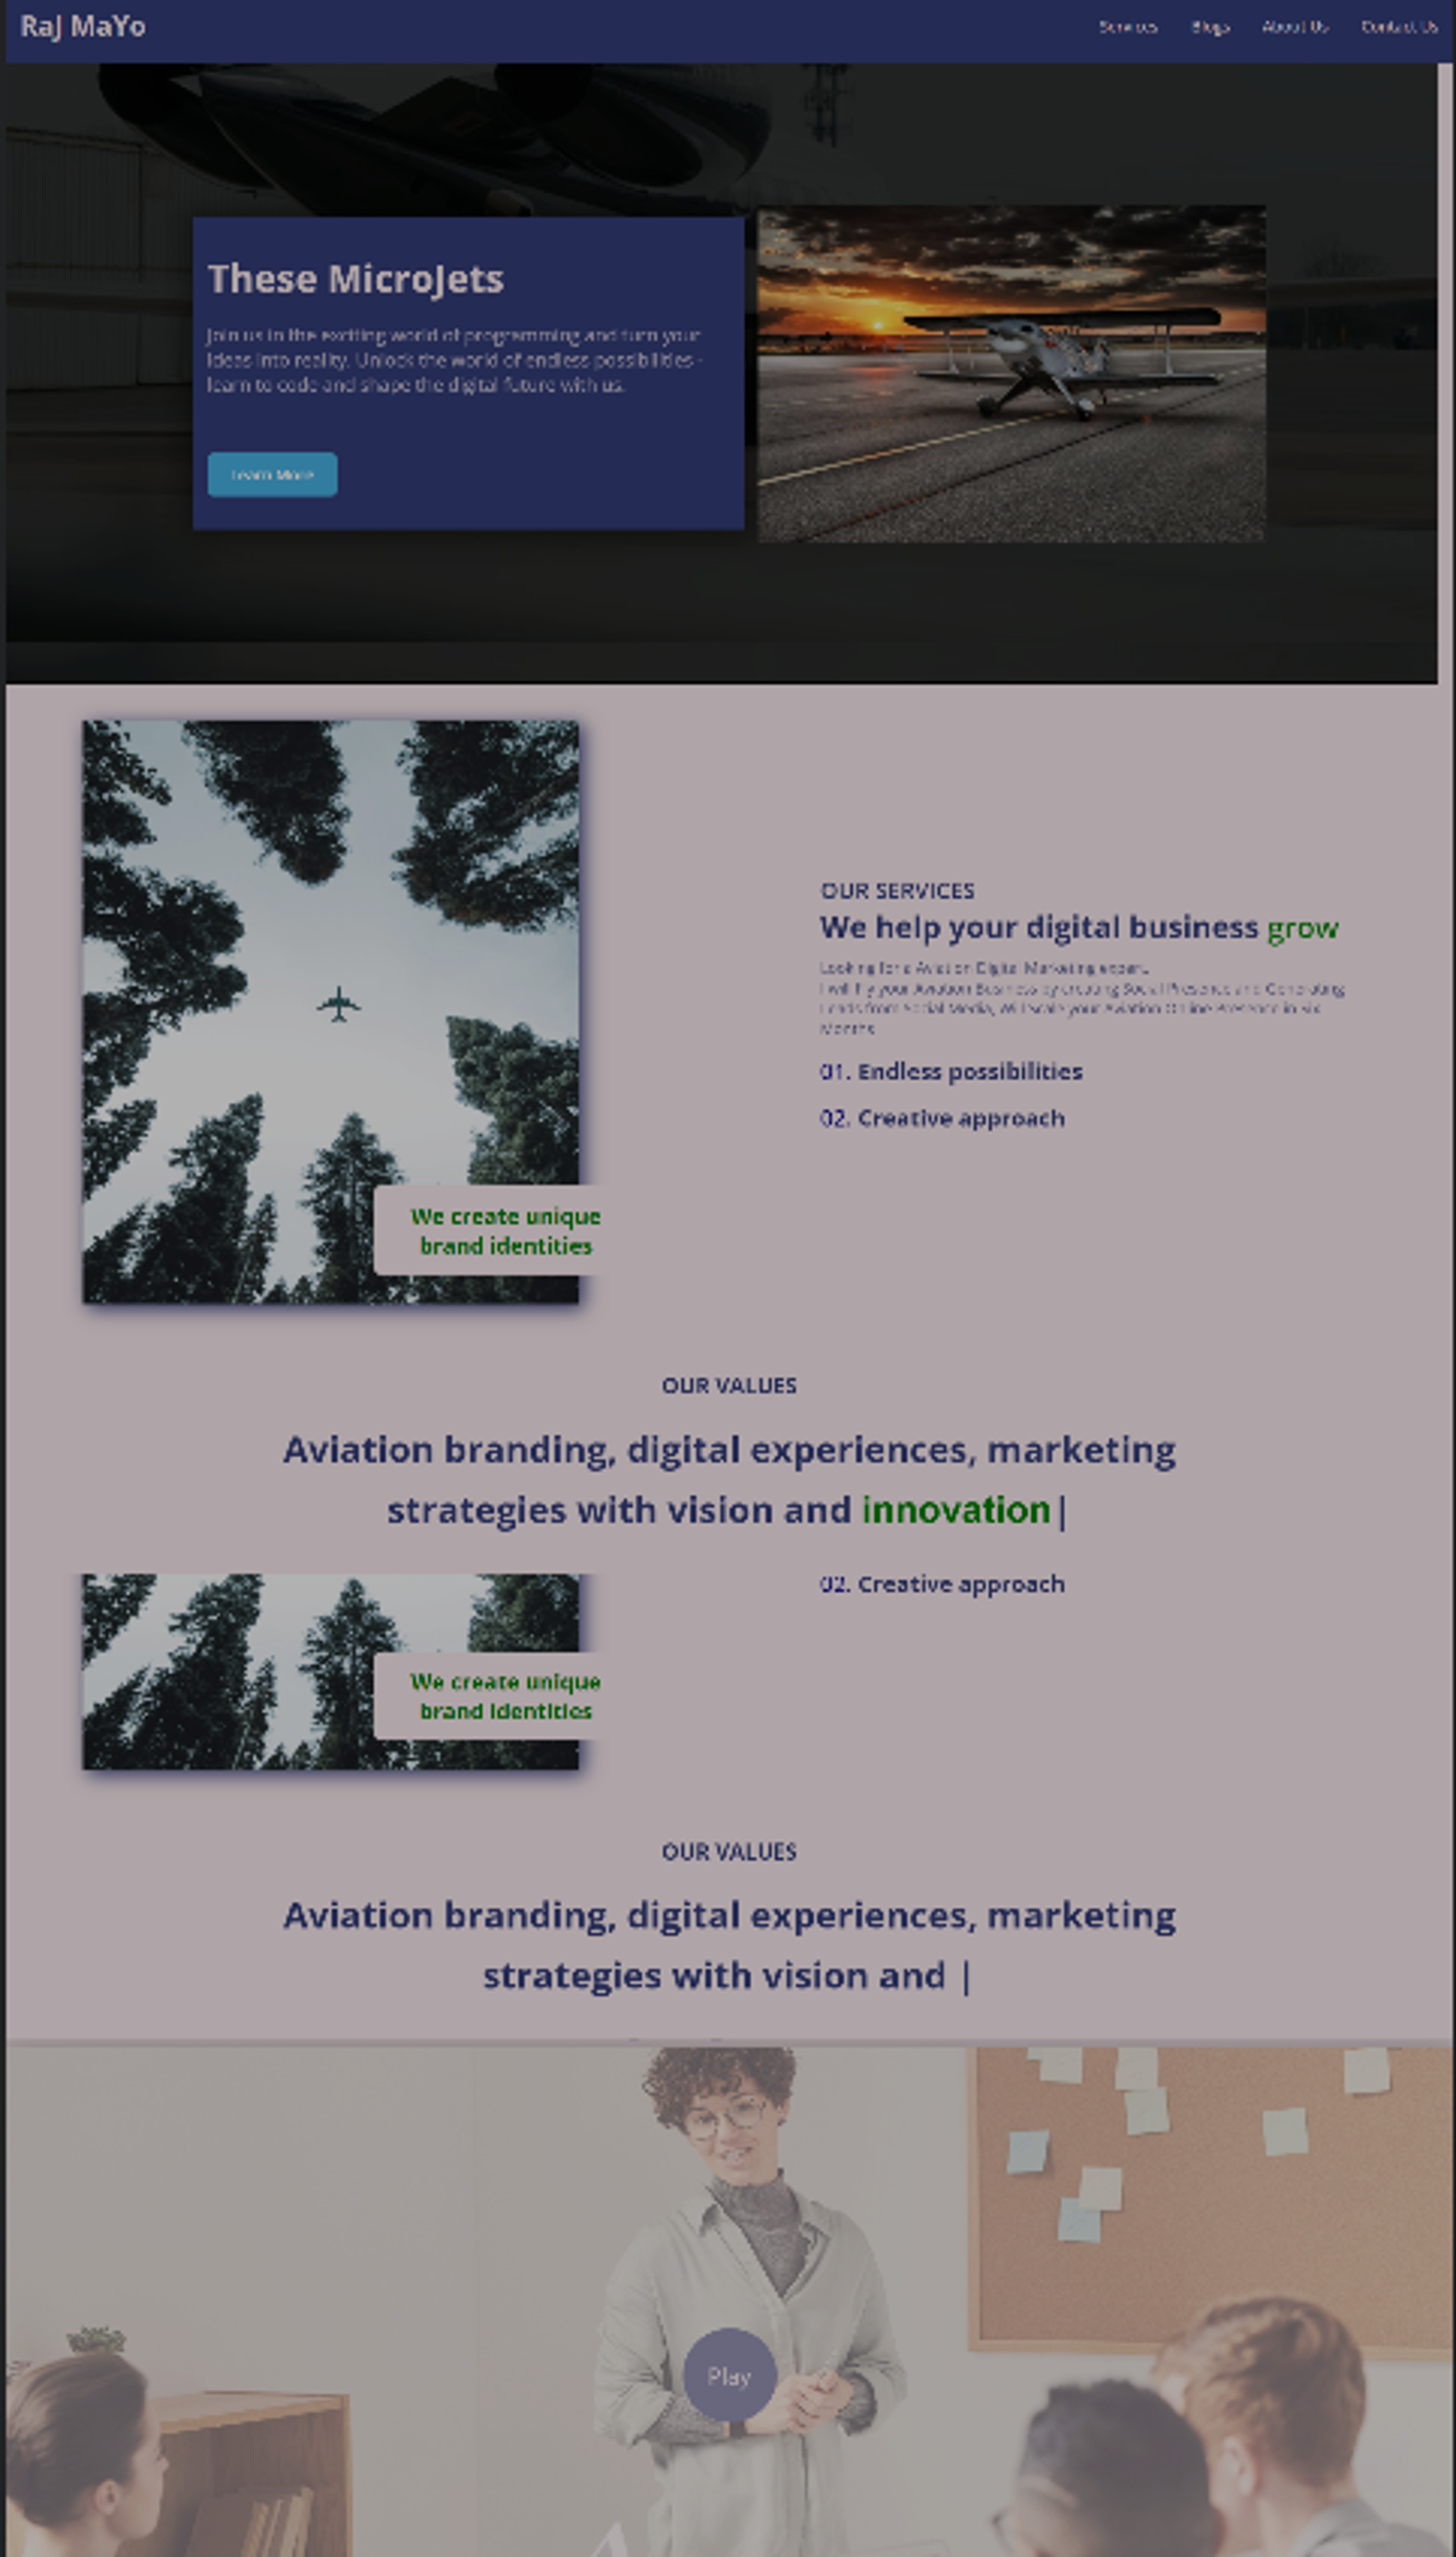 RaJ MaYo
Services Blogs About Us Contact Us
These MicroJets
Join us in the exciting world of programming and turn your
ideas into reality. Unlock the world of endless possibilities -
learn to code and shape the digital future with us.
Learn More
OUR SERVICES
We help your digital business grow
Looking for a Aviation Digital Marketing expert..
I will Fly your Aviation Business by creating Social Presence and Generating
Leads from Social Media, Will scale your Aviation Online Presence in Six
Months
01. Endless possibilities
02. Creative approach
We create unique
brand identities
OUR VALUES
Aviation branding, digital experiences, marketing
strategies with vision and innovation|
02. Creative approach
We create unique
brand identities
OUR VALUES
Aviation branding, digital experiences, marketing
strategies with vision and |
Play